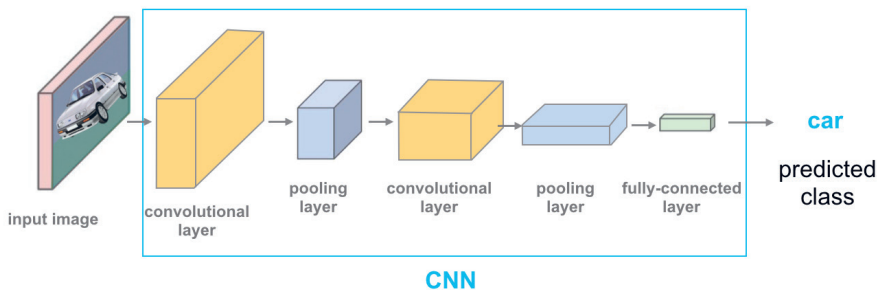 input image
convolutional
layer
pooling
layer
convolutional
layer
pooling
layer
fully-connected
layer
car
predicted
class
CNN